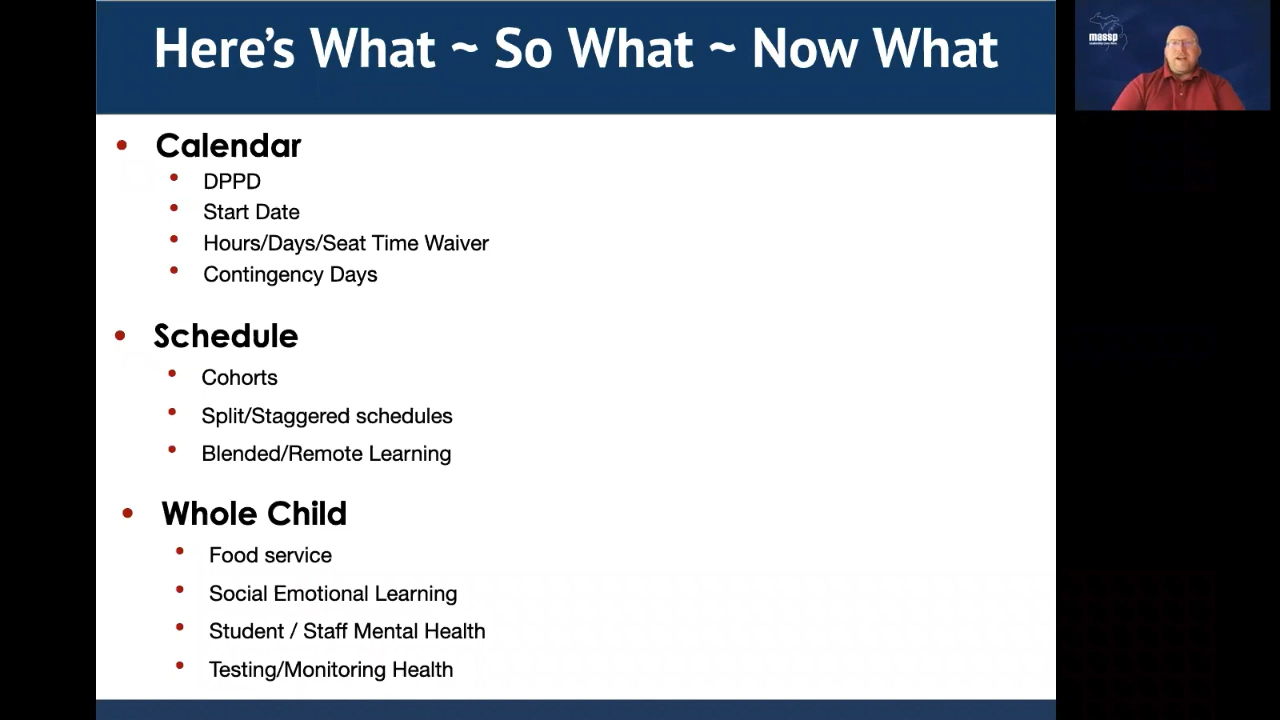 Here's What ~ So What ~ Now What
massp
• Calendar
• DPPD
• Start Date
• Hours/Days/Seat Time Waiver
• Contingency Days
• Schedule
• Cohorts
• Split/Staggered schedules
• Blended/Remote Learning
• Whole Child
• Food service
• Social Emotional Learning
• Student / Staff Mental Health
• Testing/Monitoring Health